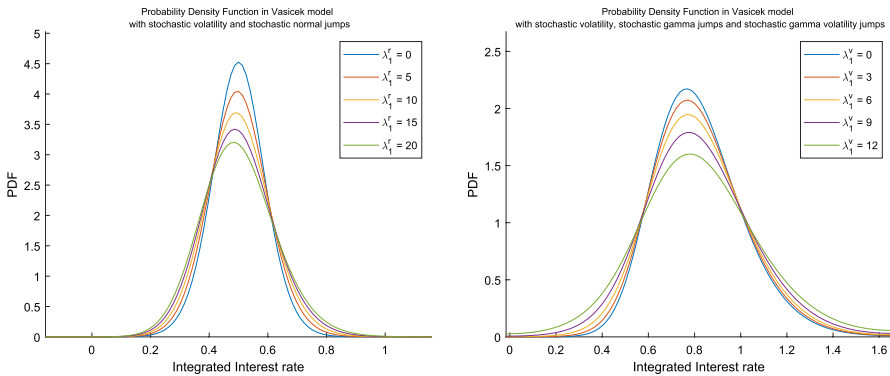 Probability Density Function in Vasicek model
with stochastic volatility and stochastic normal jumps
5
4.5
4
3.5
3
2.5
2
1.5
1
0.5
0
PDF
0
0.2
0.4
0.6
0.8
1
Integrated Interest rate
λ₁ʳ = 0
λ₁ʳ = 5
λ₁ʳ = 10
λ₁ʳ = 15
λ₁ʳ = 20
Probability Density Function in Vasicek model
with stochastic volatility, stochastic gamma jumps and stochastic gamma volatility jumps
2.5
2
1.5
1
0.5
0
PDF
0
0.2
0.4
0.6
0.8
1
1.2
1.4
1.6
Integrated Interest rate
λ₁ᵛ = 0
λ₁ᵛ = 3
λ₁ᵛ = 6
λ₁ᵛ = 9
λ₁ᵛ = 12